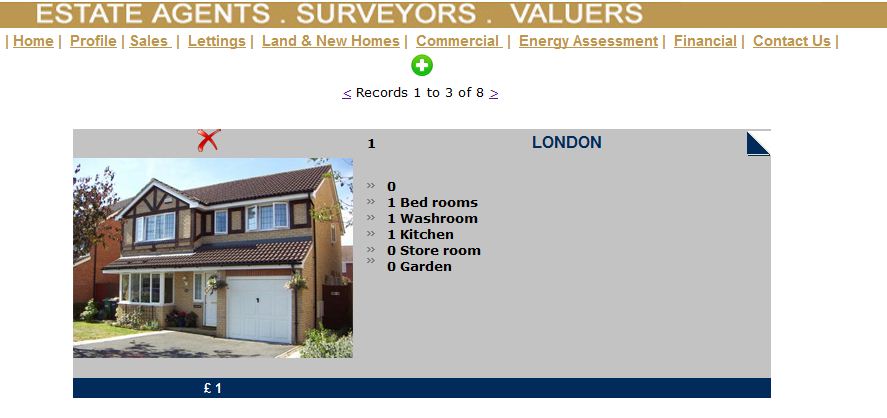 ESTATE AGENTS . SURVEYORS . VALUERS
| Home | Profile | Sales | Lettings | Land & New Homes | Commercial | Energy Assessment | Financial | Contact Us |
< Records 1 to 3 of 8 >
1 LONDON
» 0
» 1 Bed rooms
» 1 Washroom
» 1 Kitchen
» 0 Store room
» 0 Garden
£ 1